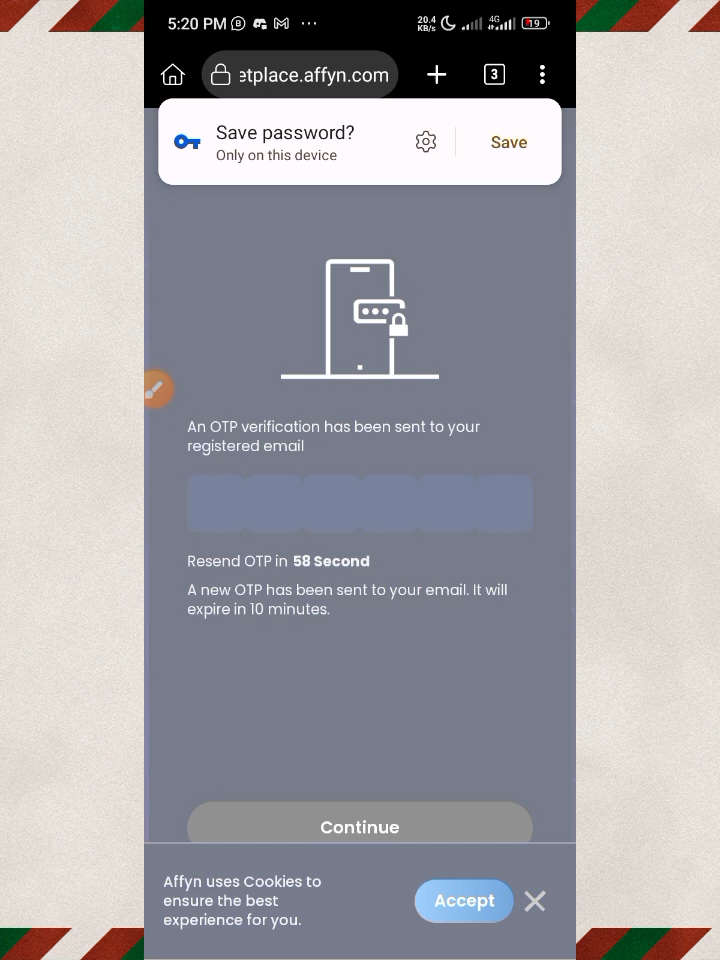 5:20 PM
20.4 KB/s
4G
19
etplace.affyn.com
3
Save password?
Only on this device
Save
An OTP verification has been sent to your
registered email
Resend OTP in 58 Second
A new OTP has been sent to your email. It will
expire in 10 minutes.
Continue
Affyn uses Cookies to
ensure the best
experience for you.
Accept